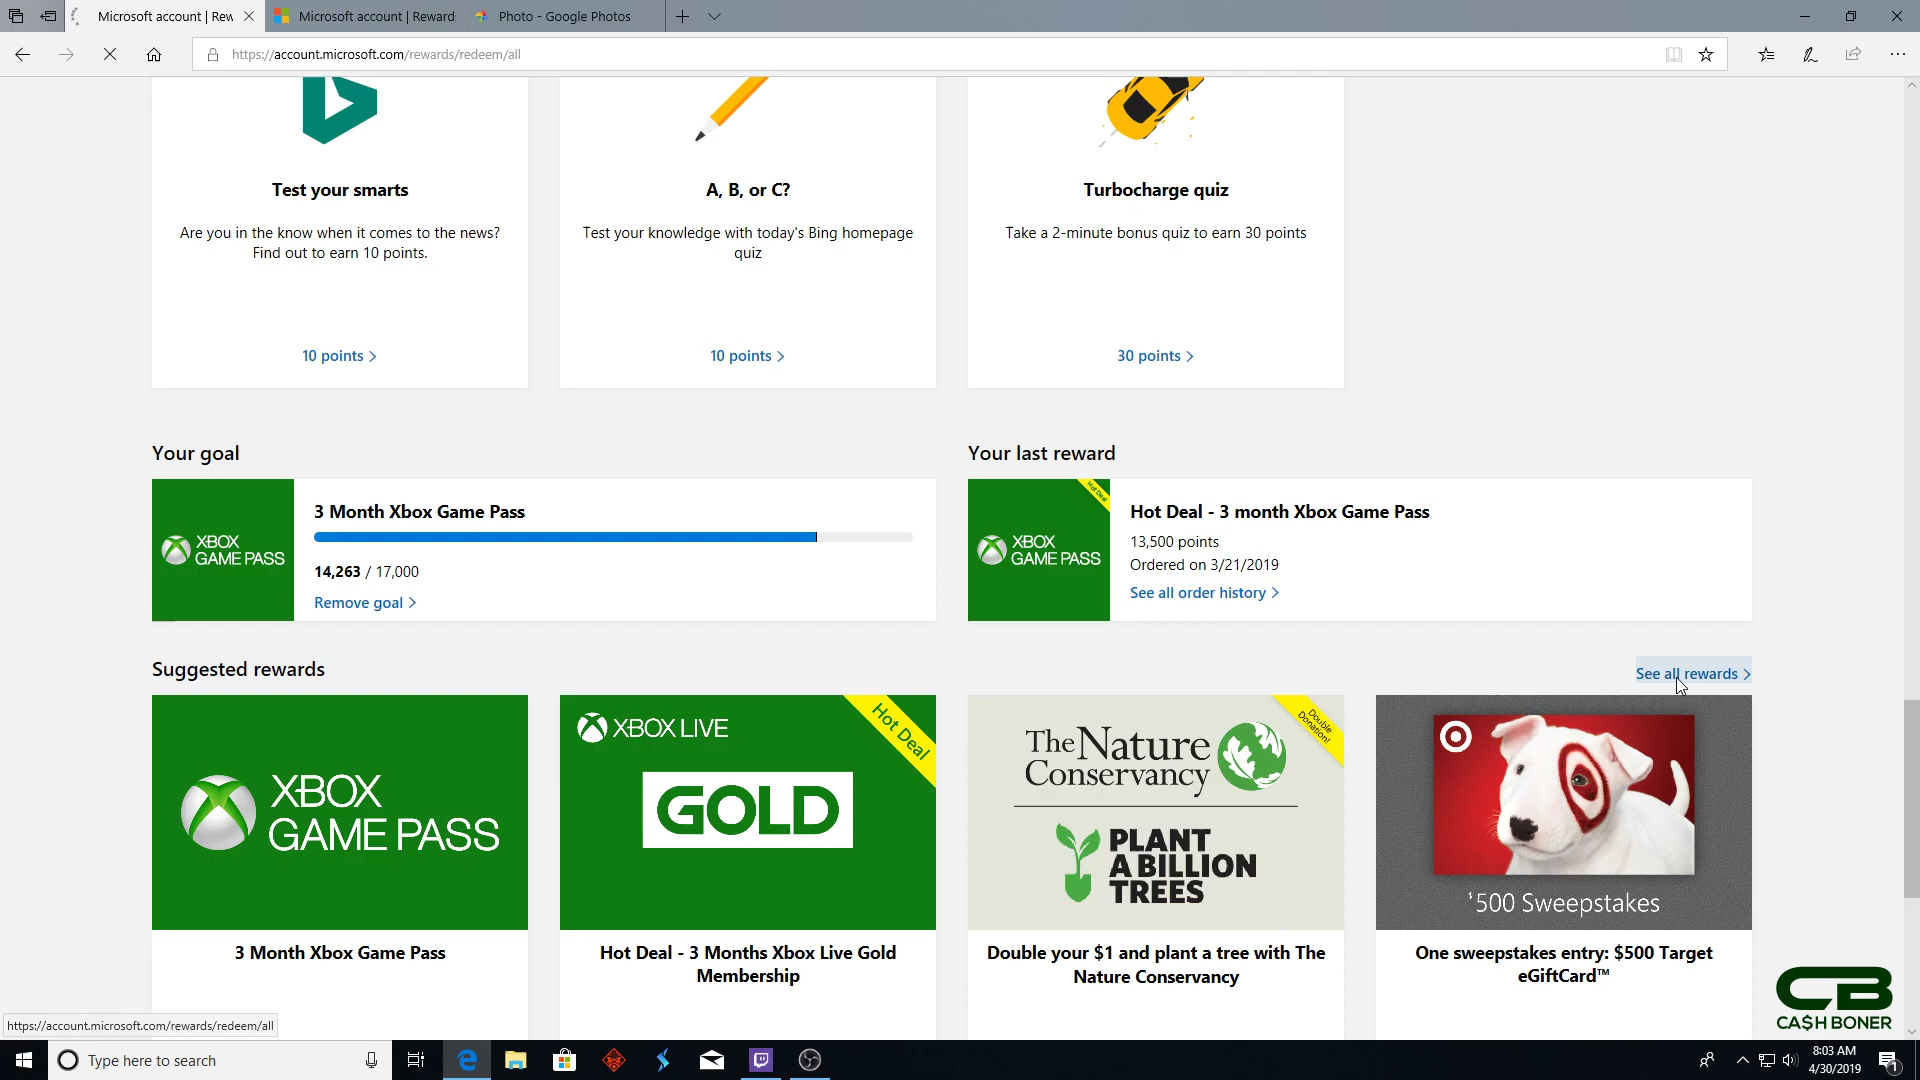 Microsoft account | Rew
Microsoft account | Reward
Photo - Google Photos
https://account.microsoft.com/rewards/redeem/all
Test your smarts
Are you in the know when it comes to the news?
Find out to earn 10 points.
10 points
A, B, or C?
Test your knowledge with today's Bing homepage
quiz
10 points
Turbocharge quiz
Take a 2-minute bonus quiz to earn 30 points
30 points
Your goal
XBOX
GAME PASS
3 Month Xbox Game Pass
14,263 / 17,000
Remove goal
Your last reward
Hot Deal
XBOX
GAME PASS
Hot Deal - 3 month Xbox Game Pass
13,500 points
Ordered on 3/21/2019
See all order history
Suggested rewards
See all rewards
XBOX
GAME PASS
3 Month Xbox Game Pass
XBOX LIVE
Hot Deal
GOLD
Hot Deal - 3 Months Xbox Live Gold
Membership
The Nature
Conservancy
Double
Donation!
PLANT
A BILLION
TREES
Double your $1 and plant a tree with The
Nature Conservancy
$500 Sweepstakes
One sweepstakes entry: $500 Target
eGiftCard™
CB
CA$H BONER
https://account.microsoft.com/rewards/redeem/all
Type here to search
8:03 AM
4/30/2019
1